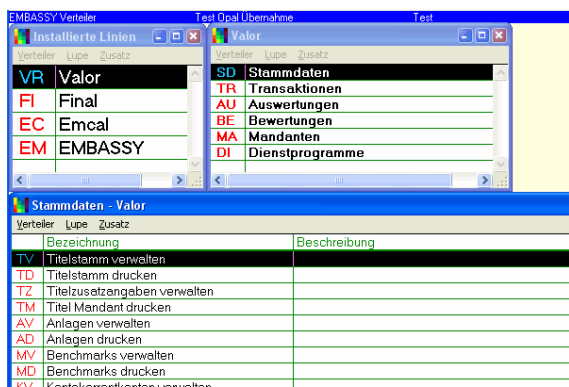 EMBASSY Verteiler Test Opal Übernahme Test
Installierte Linien
Verteiler Lupe Zusatz
VR Valor
FI Final
EC Emcal
EM EMBASSY
Valor
Verteiler Lupe Zusatz
SD Stammdaten
TR Transaktionen
AU Auswertungen
BE Bewertungen
MA Mandanten
DI Dienstprogramme
Stammdaten - Valor
Verteiler Lupe Zusatz
Bezeichnung Beschreibung
TV Titelstamm verwalten
TD Titelstamm drucken
TZ Titelzusatzangaben verwalten
TM Titel Mandant drucken
AV Anlagen verwalten
AD Anlagen drucken
MV Benchmarks verwalten
MD Benchmarks drucken
KV Kontokorrentkonten verwalten